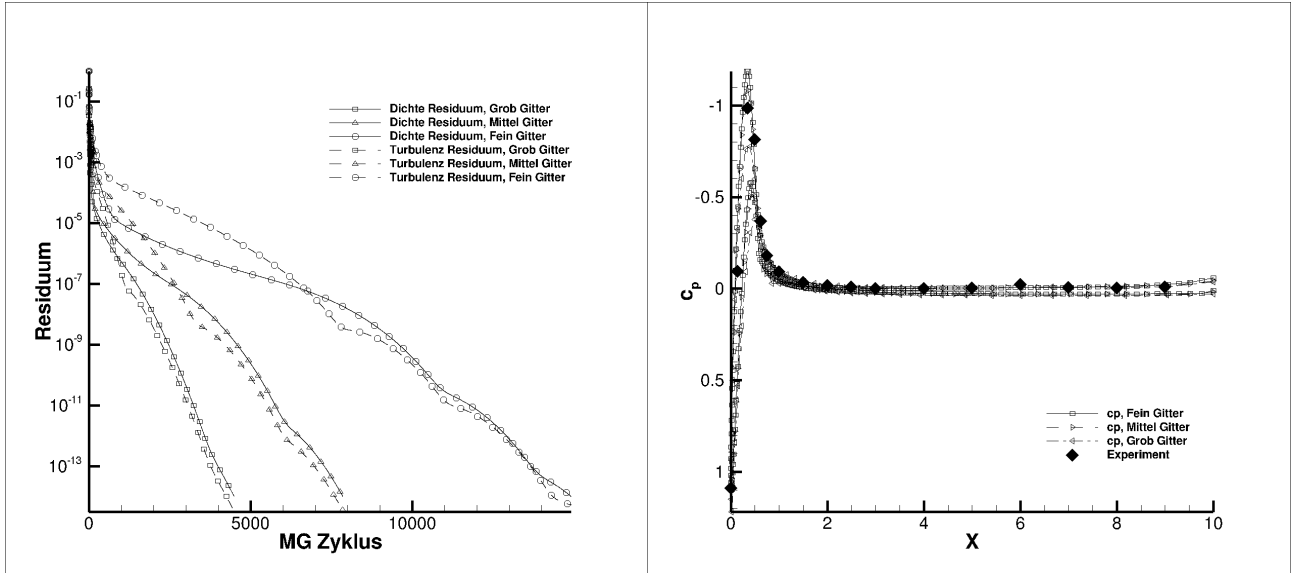 10^-1
10^-3
10^-5
10^-7
10^-9
10^-11
10^-13
Residuum
0
5000
10000
MG Zyklus
Dichte Residuum, Grob Gitter
Dichte Residuum, Mittel Gitter
Dichte Residuum, Fein Gitter
Turbulenz Residuum, Grob Gitter
Turbulenz Residuum, Mittel Gitter
Turbulenz Residuum, Fein Gitter
-1
-0.5
0
0.5
1
c_p
0
2
4
6
8
10
X
cp, Fein Gitter
cp, Mittel Gitter
cp, Grob Gitter
Experiment